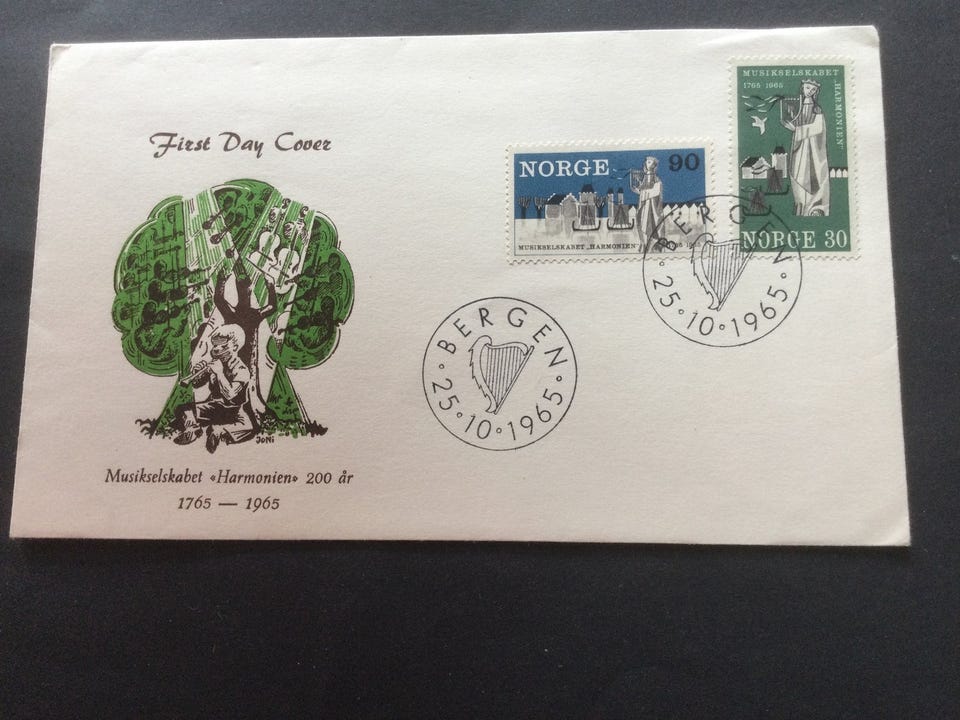 First Day Cover
JONI
Musikselskabet «Harmonien» 200 år
1765 — 1965
NORGE 90
MUSIKSELSKABET „HARMONIEN"
MUSIKSELSKABET
1765 1965
„HARMONIEN"
NORGE 30
BERGEN
25·10·1965
BERGEN
25·10·1965